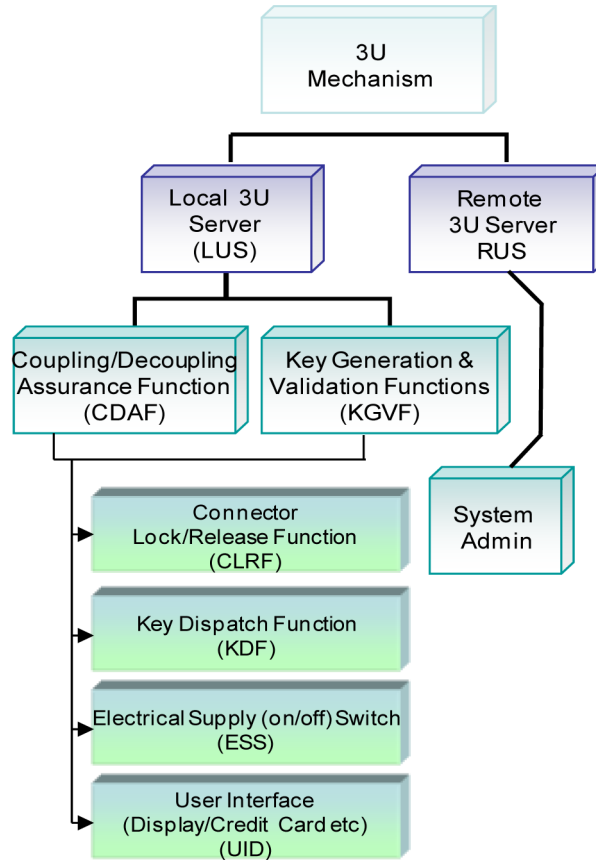 3U
Mechanism
Local 3U
Server
(LUS)
Remote
3U Server
RUS
Coupling/Decoupling
Assurance Function
(CDAF)
Key Generation &
Validation Functions
(KGVF)
Connector
Lock/Release Function
(CLRF)
System
Admin
Key Dispatch Function
(KDF)
Electrical Supply (on/off) Switch
(ESS)
User Interface
(Display/Credit Card etc)
(UID)